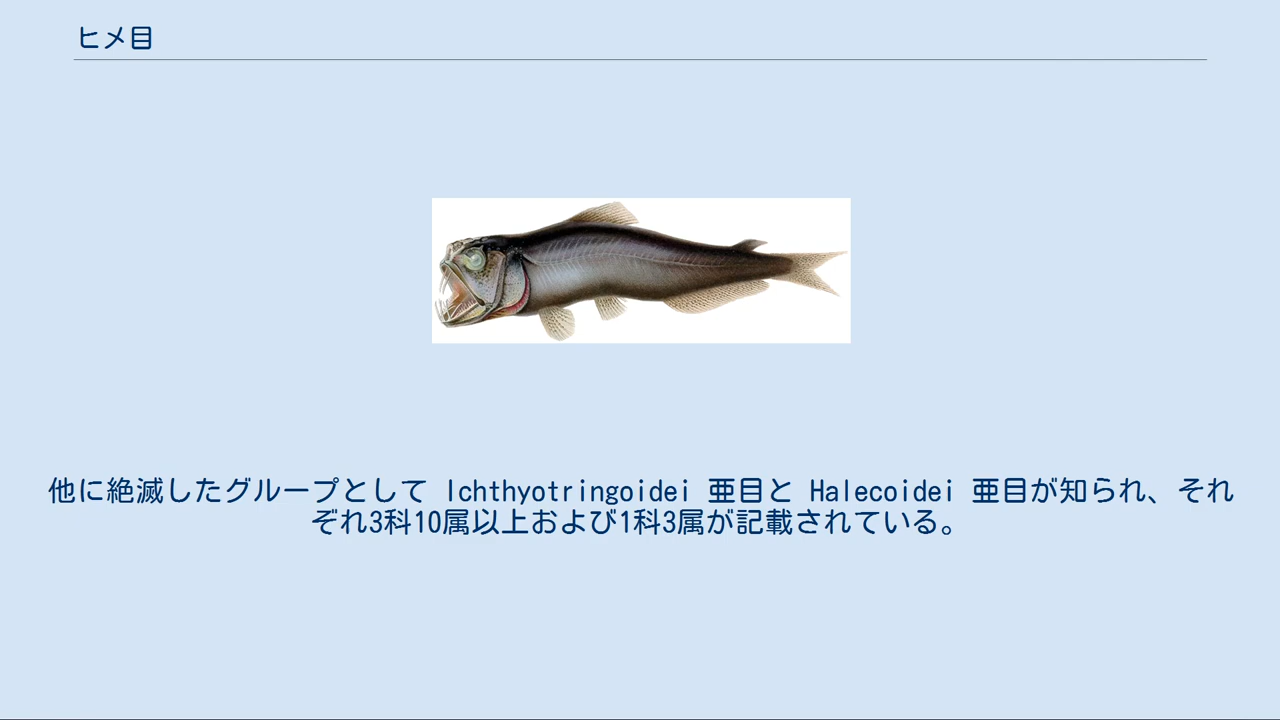 ヒメ目
他に絶滅したグループとして Ichthyotringoidei 亜目と Halecoidei 亜目が知られ、それ
ぞれ3科10属以上および1科3属が記載されている。